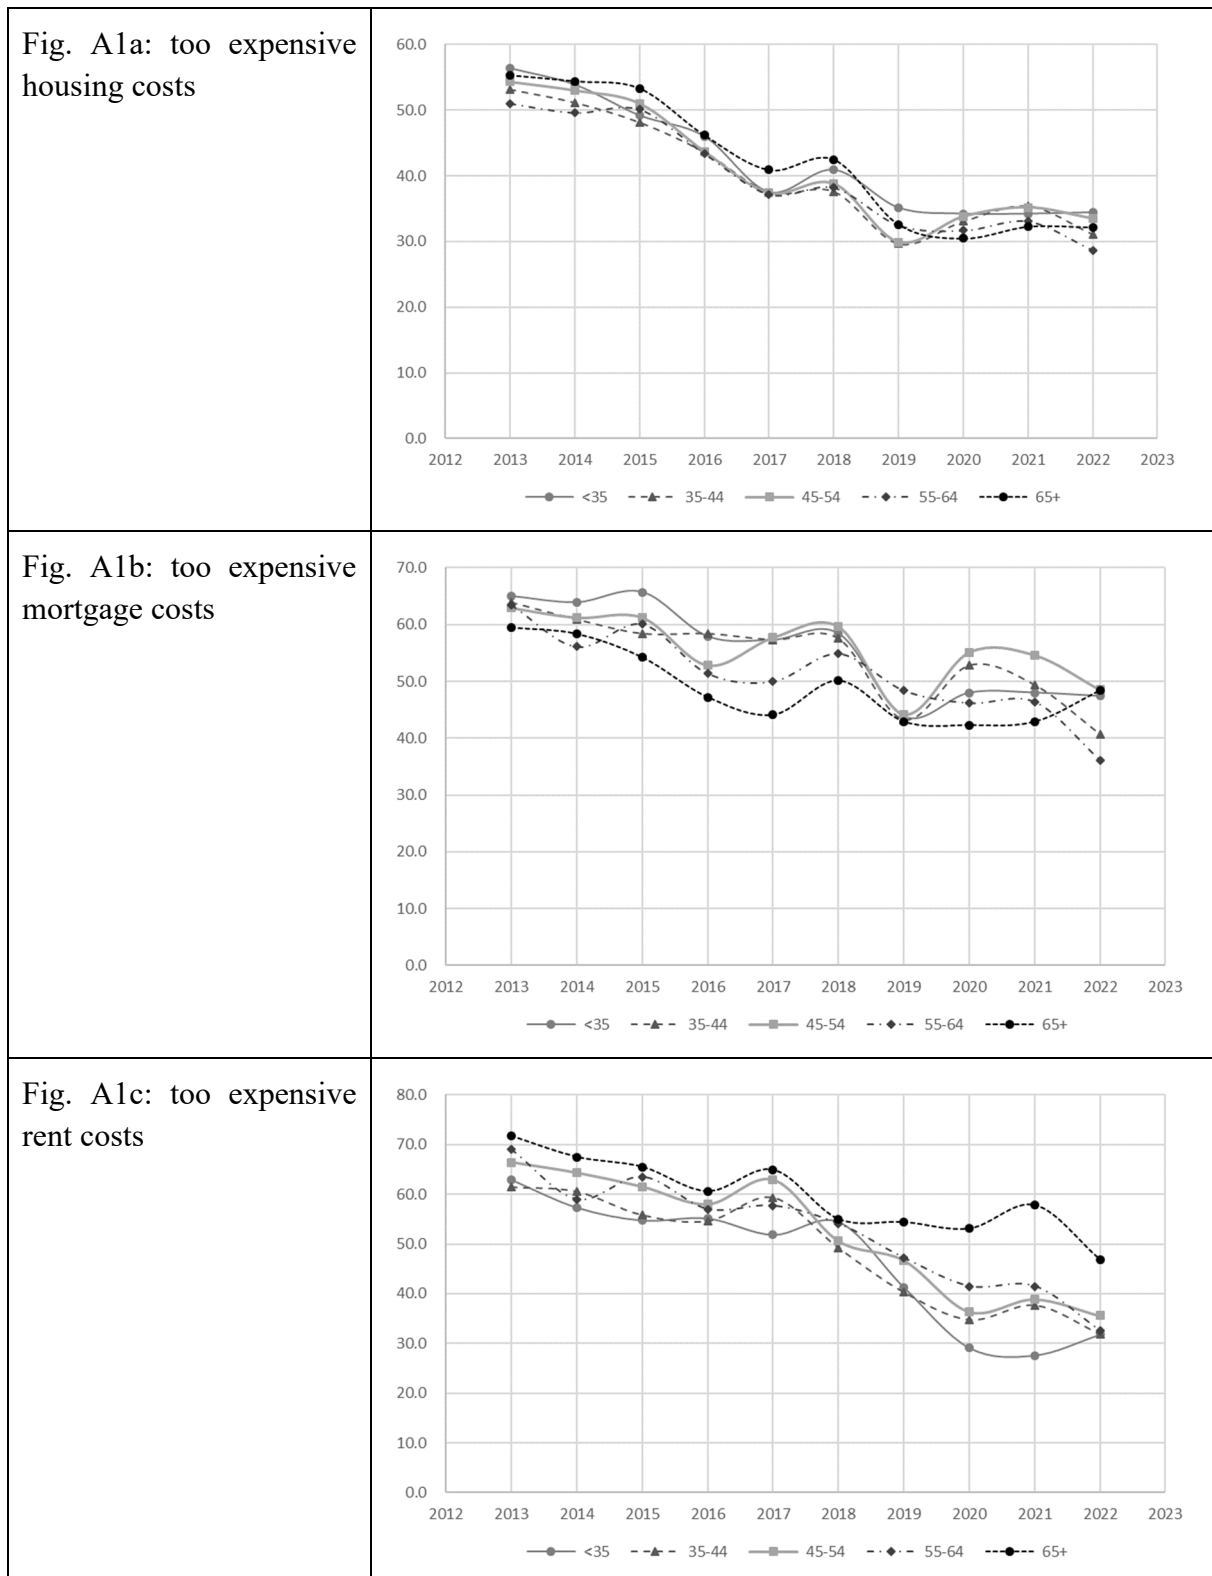 Fig. A1a: too expensive
housing costs
60.0
50.0
40.0
30.0
20.0
10.0
0.0
2012 2013 2014 2015 2016 2017 2018 2019 2020 2021 2022 2023
<35 35-44 45-54 55-64 65+
Fig. A1b: too expensive
mortgage costs
70.0
60.0
50.0
40.0
30.0
20.0
10.0
0.0
2012 2013 2014 2015 2016 2017 2018 2019 2020 2021 2022 2023
<35 35-44 45-54 55-64 65+
Fig. A1c: too expensive
rent costs
80.0
70.0
60.0
50.0
40.0
30.0
20.0
10.0
0.0
2012 2013 2014 2015 2016 2017 2018 2019 2020 2021 2022 2023
<35 35-44 45-54 55-64 65+